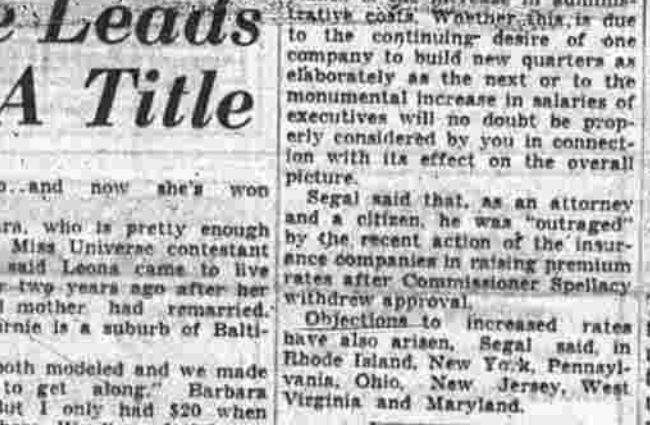 e Leads
A Title
and now she's won
ara, who is pretty enough
Miss Universe contestant
said Leona came to live
two years ago after her
mother had remarried.
urnie is a suburb of Balti-
both modeled and we made
to get along." Barbara
But I only had $20 when
trative costs. Whether this is due
to the continuing desire of one
company to build new quarters as
elaborately as the next or to the
monumental increase in salaries of
executives will no doubt be prop-
erly considered by you in connect-
ion with its effect on the overall
picture.
Segal said that, as an attorney
and a citizen, he was "outraged"
by the recent action of the insur-
ance companies in raising premium
rates after Commissioner Spellacy
withdrew approval.
Objections to increased rates
have also arisen, Segal said, in
Rhode Island, New York, Pennsyl-
vania, Ohio, New Jersey, West
Virginia and Maryland.